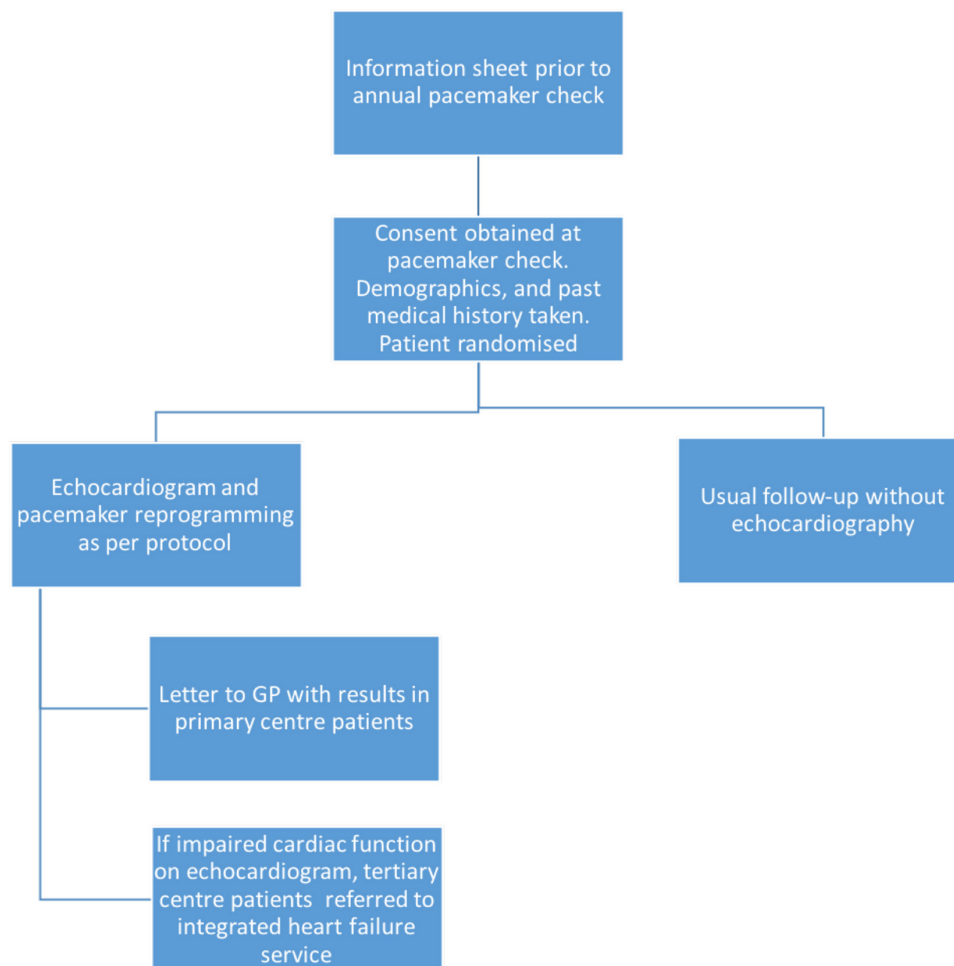 Information sheet prior to
annual pacemaker check
Consent obtained at
pacemaker check.
Demographics, and past
medical history taken.
Patient randomised
Echocardiogram and
pacemaker reprogramming
as per protocol
Usual follow-up without
echocardiography
Letter to GP with results in
primary centre patients
If impaired cardiac function
on echocardiogram, tertiary
centre patients  referred to
integrated heart failure
service